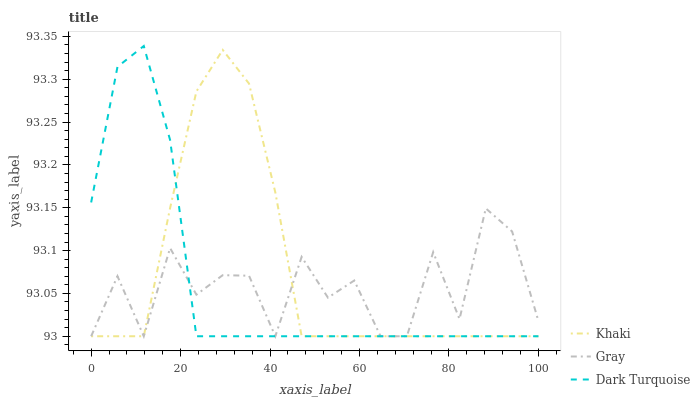 title
93.35
93.3
93.25
93.2
93.15
93.1
93.05
93
yaxis_label
0 20 40 60 80 100
xaxis_label
Khaki
Gray
Dark Turquoise